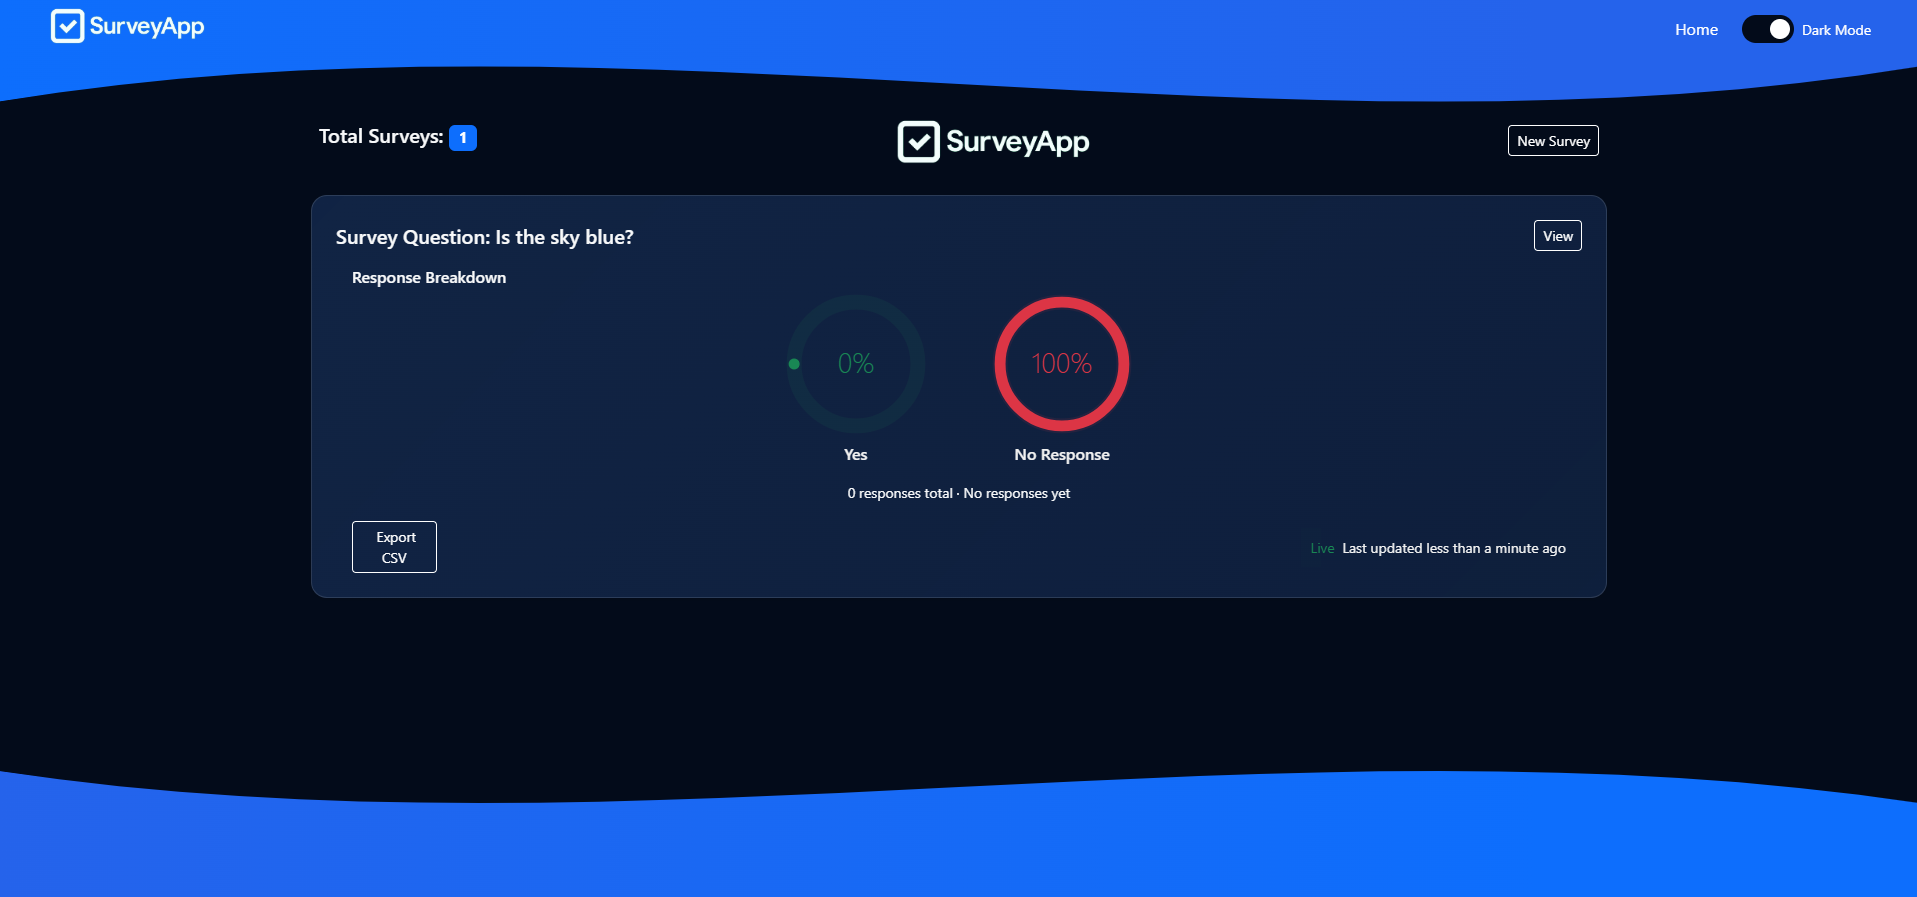 SurveyApp
Home
Dark Mode
Total Surveys: 1
SurveyApp
New Survey
Survey Question: Is the sky blue?
View
Response Breakdown
0%
100%
Yes
No Response
0 responses total · No responses yet
Export
CSV
Live Last updated less than a minute ago